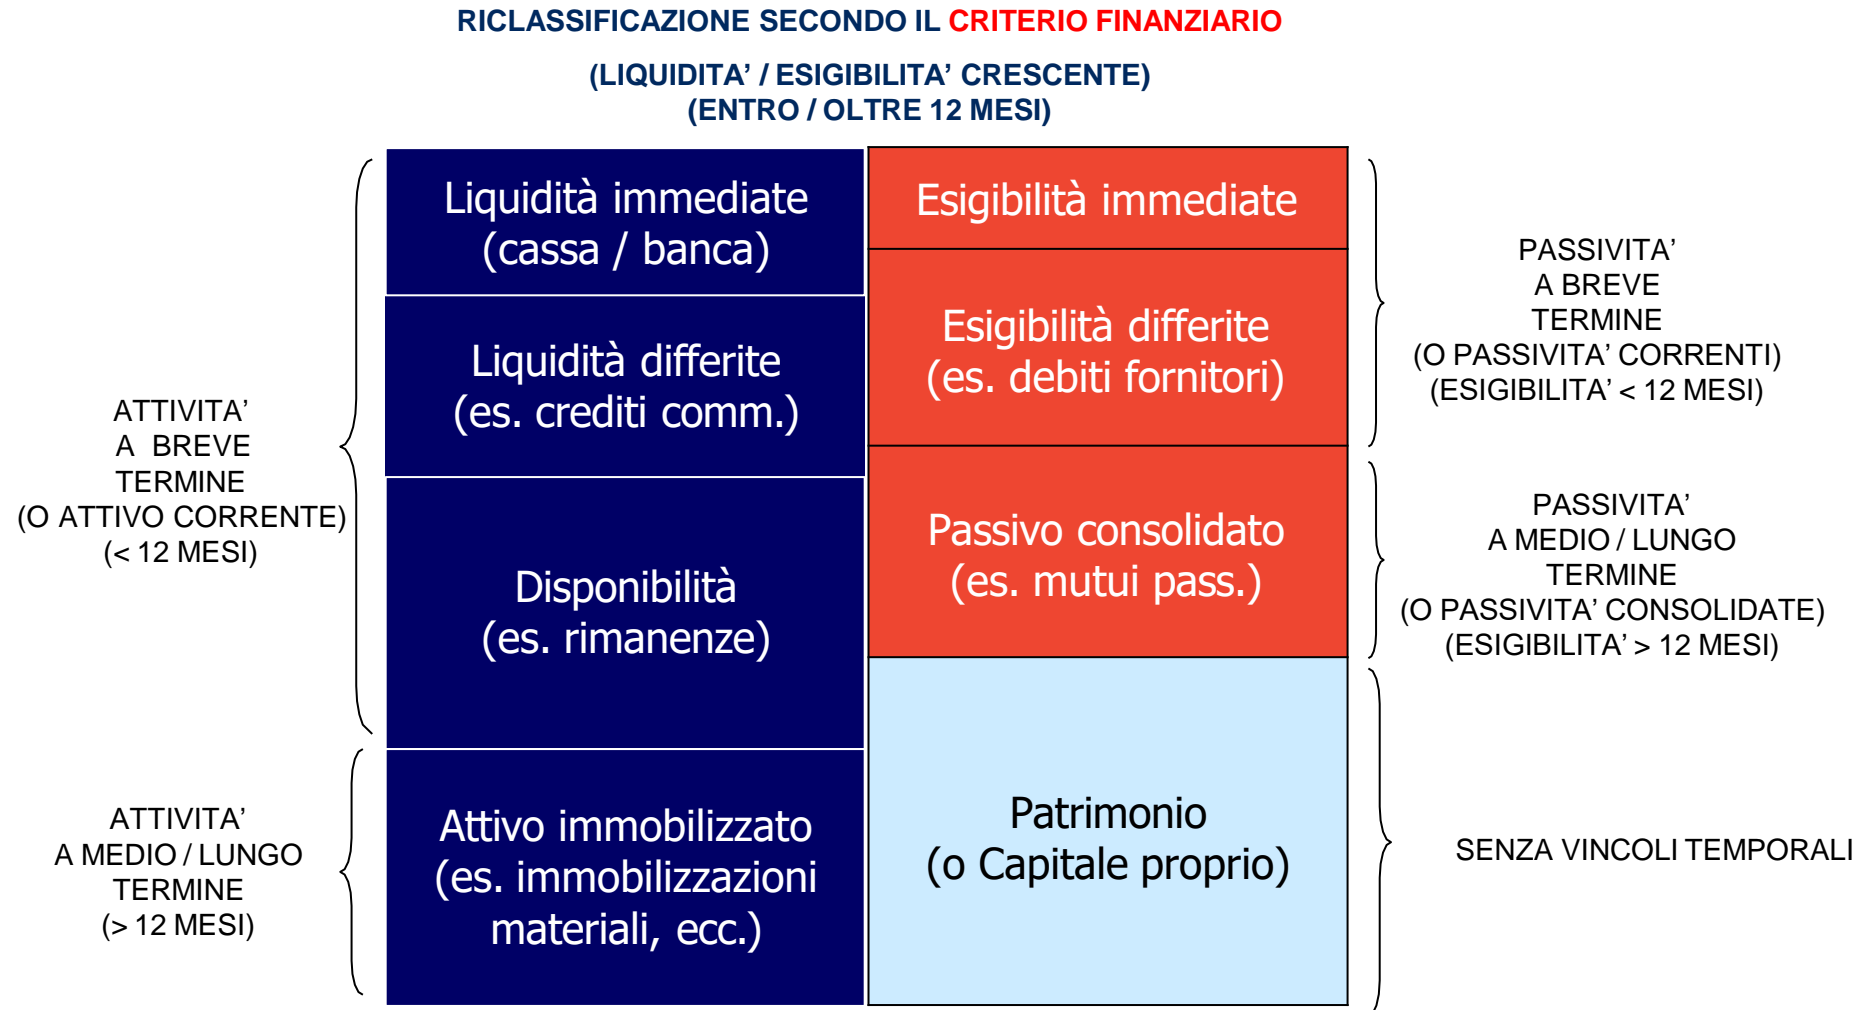 RICLASSIFICAZIONE SECONDO IL CRITERIO FINANZIARIO
(LIQUIDITA’ / ESIGIBILITA’ CRESCENTE)
(ENTRO / OLTRE 12 MESI)
ATTIVITA’
A BREVE
TERMINE
(O ATTIVO CORRENTE)
(< 12 MESI)
ATTIVITA’
A MEDIO / LUNGO
TERMINE
(> 12 MESI)
Liquidità immediate
(cassa / banca)
Liquidità differite
(es. crediti comm.)
Disponibilità
(es. rimanenze)
Attivo immobilizzato
(es. immobilizzazioni
materiali, ecc.)
Esigibilità immediate
Esigibilità differite
(es. debiti fornitori)
Passivo consolidato
(es. mutui pass.)
Patrimonio
(o Capitale proprio)
PASSIVITA’
A BREVE
TERMINE
(O PASSIVITA’ CORRENTI)
(ESIGIBILITA’ < 12 MESI)
PASSIVITA’
A MEDIO / LUNGO
TERMINE
(O PASSIVITA’ CONSOLIDATE)
(ESIGIBILITA’ > 12 MESI)
SENZA VINCOLI TEMPORALI